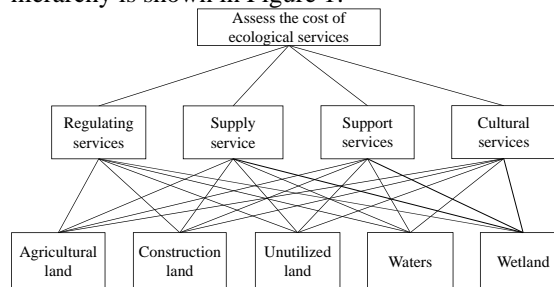 hierarchy is shown in Figure 1.
Assess the cost of
ecological services
Regulating
services
Supply
service
Support
services
Cultural
services
Agricultural
land
Construction
land
Unutilized
land
Waters
Wetland